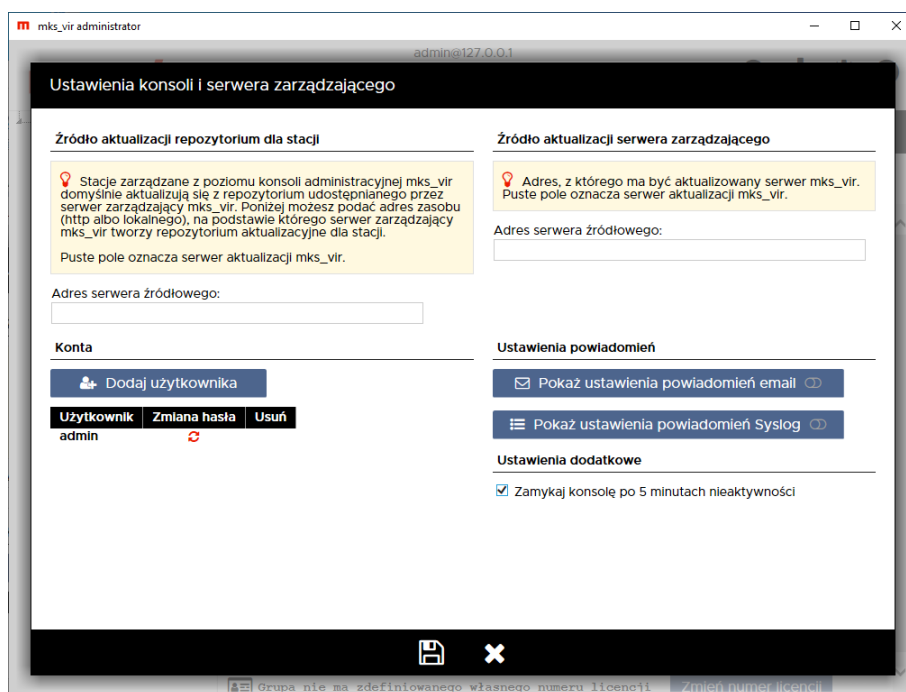 mks_vir administrator
admin@127.0.0.1
Ustawienia konsoli i serwera zarządzającego
Źródło aktualizacji repozytorium dla stacji
Stacje zarządzane z poziomu konsoli administracyjnej mks_vir
domyślnie aktualizują się z repozytorium udostępnianego przez
serwer zarządzający mks_vir. Poniżej możesz podać adres zasobu
(http albo lokalnego), na podstawie którego serwer zarządzający
mks_vir tworzy repozytorium aktualizacyjne dla stacji.
Puste pole oznacza serwer aktualizacji mks_vir.
Adres serwera źródłowego:
Źródło aktualizacji serwera zarządzającego
Adres, z którego ma być aktualizowany serwer mks_vir.
Puste pole oznacza serwer aktualizacji mks_vir.
Adres serwera źródłowego:
Konta
Dodaj użytkownika
Użytkownik Zmiana hasła Usuń
admin
Ustawienia powiadomień
Pokaż ustawienia powiadomień email
Pokaż ustawienia powiadomień Syslog
Ustawienia dodatkowe
Zamykaj konsolę po 5 minutach nieaktywności
Grupa nie ma zdefiniowanego własnego numeru licencji
Zmień numer licencji